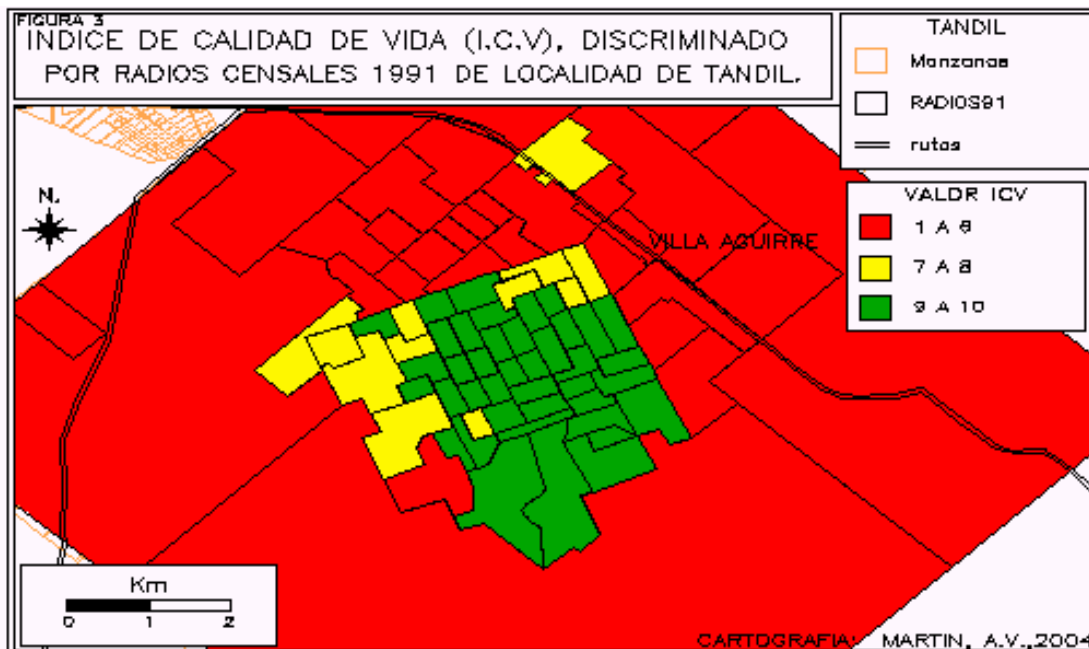 FIGURA 3
INDICE DE CALIDAD DE VIDA (I.C.V), DISCRIMINADO
POR RADIOS CENSALES 1991 DE LOCALIDAD DE TANDIL.
TANDIL
Manzanas
RADIOS91
rutas
N.
VALOR ICV
1 A 6
7 A 8
9 A 10
VILLA AGUIRRE
Km
0 1 2
CARTOGRAFIA: MARTIN, A.V.,2004